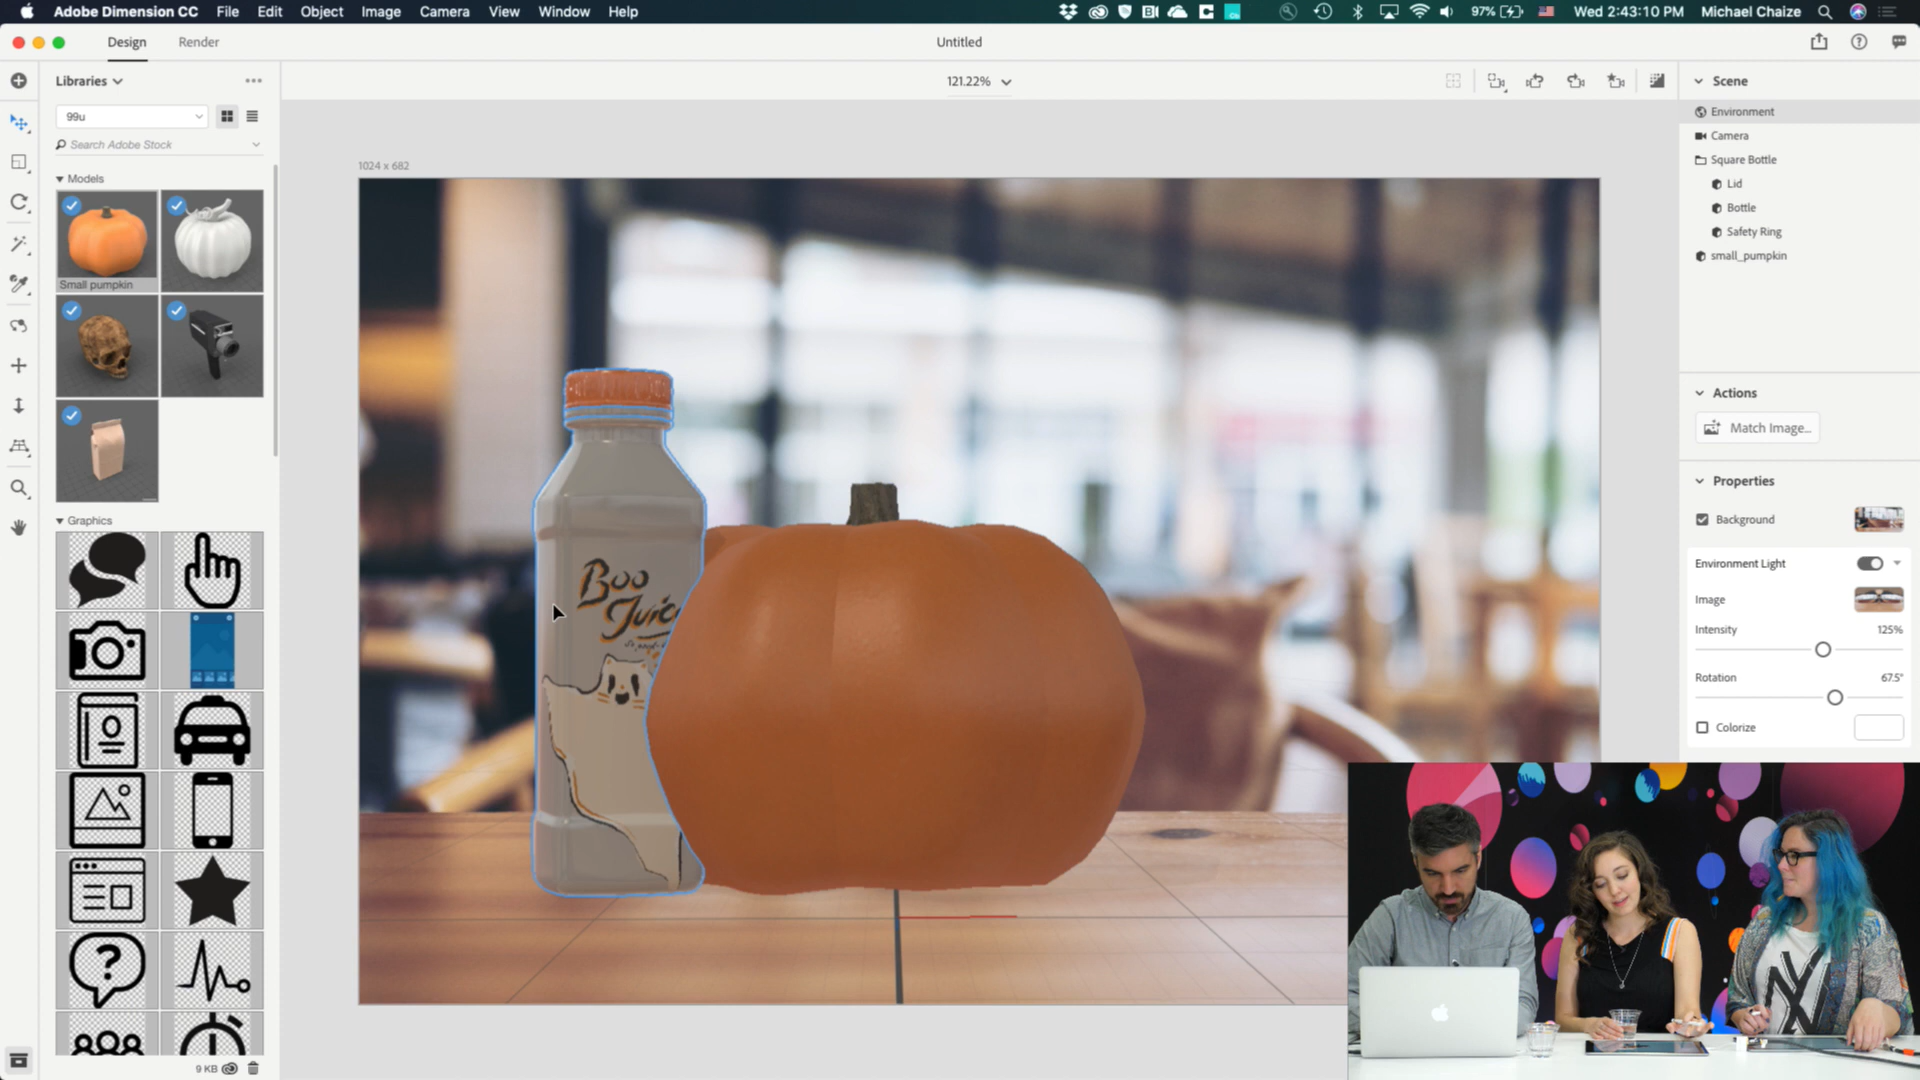 Adobe Dimension CC File Edit Object Image Camera View Window Help
97% Wed 2:43:10 PM Michael Chaize
Design Render
Untitled
Libraries
121.22%
99u
Search Adobe Stock
Models
Small pumpkin
Graphics
9 KB
1024 x 682
Boo
Juice
Scene
Environment
Camera
Square Bottle
Lid
Bottle
Safety Ring
small_pumpkin
Actions
Match Image...
Properties
Background
Environment Light
Image
Intensity 125%
Rotation 67.5°
Colorize